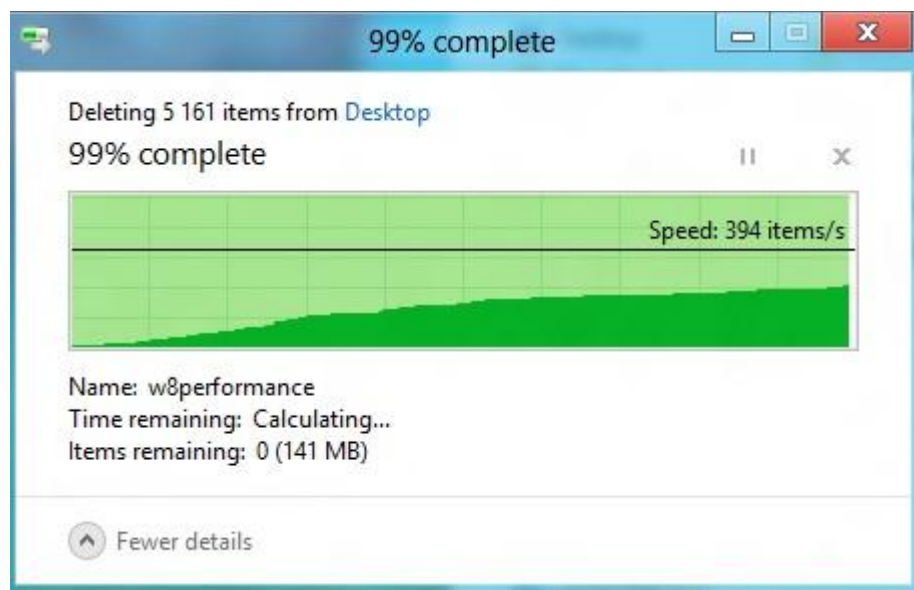 99% complete
Deleting 5 161 items from Desktop
99% complete
Speed: 394 items/s
Name: w8performance
Time remaining: Calculating...
Items remaining: 0 (141 MB)
Fewer details